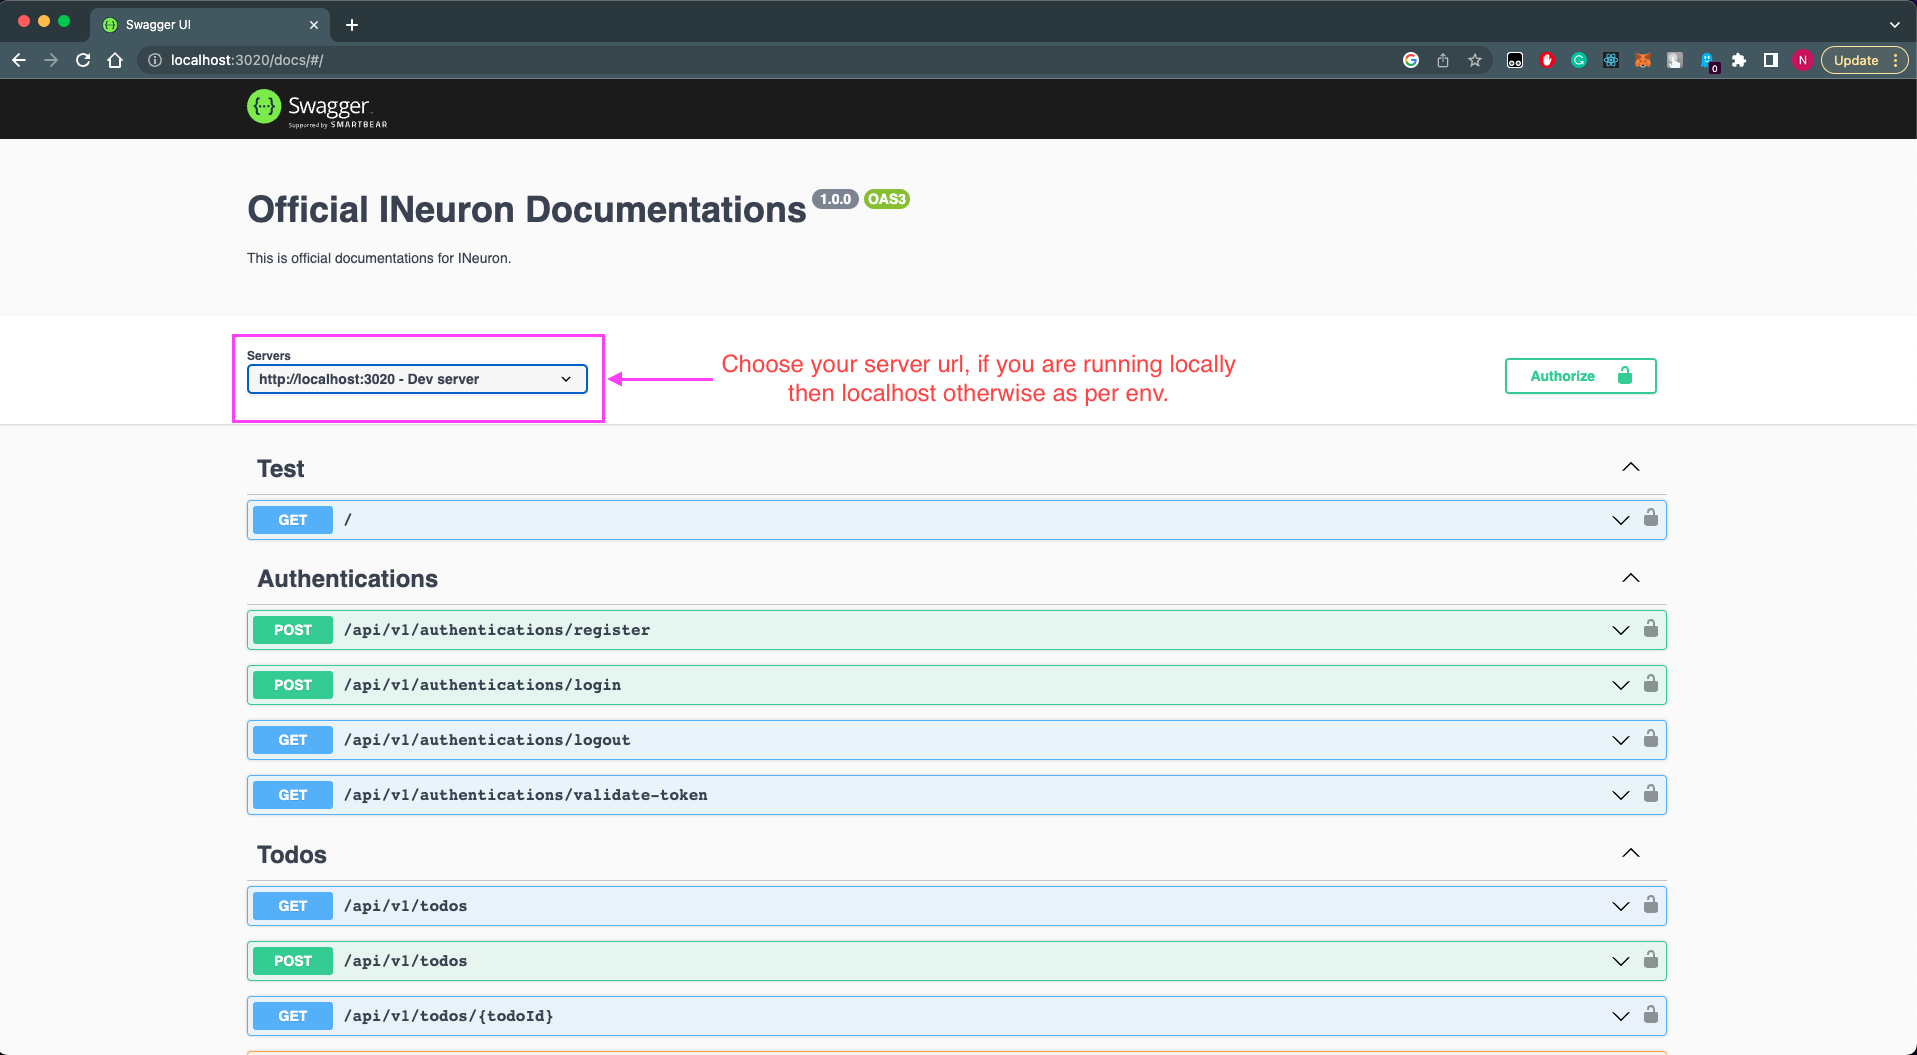 Swagger UI
localhost:3020/docs/#/
0
N
Update
{···}
Swagger
Supported by SMARTBEAR
Official INeuron Documentations 1.0.0 OAS3
This is official documentations for INeuron.
Servers
http://localhost:3020 - Dev server
Choose your server url, if you are running locally
then localhost otherwise as per env.
Authorize
Test
GET /
Authentications
POST /api/v1/authentications/register
POST /api/v1/authentications/login
GET /api/v1/authentications/logout
GET /api/v1/authentications/validate-token
Todos
GET /api/v1/todos
POST /api/v1/todos
GET /api/v1/todos/{todoId}